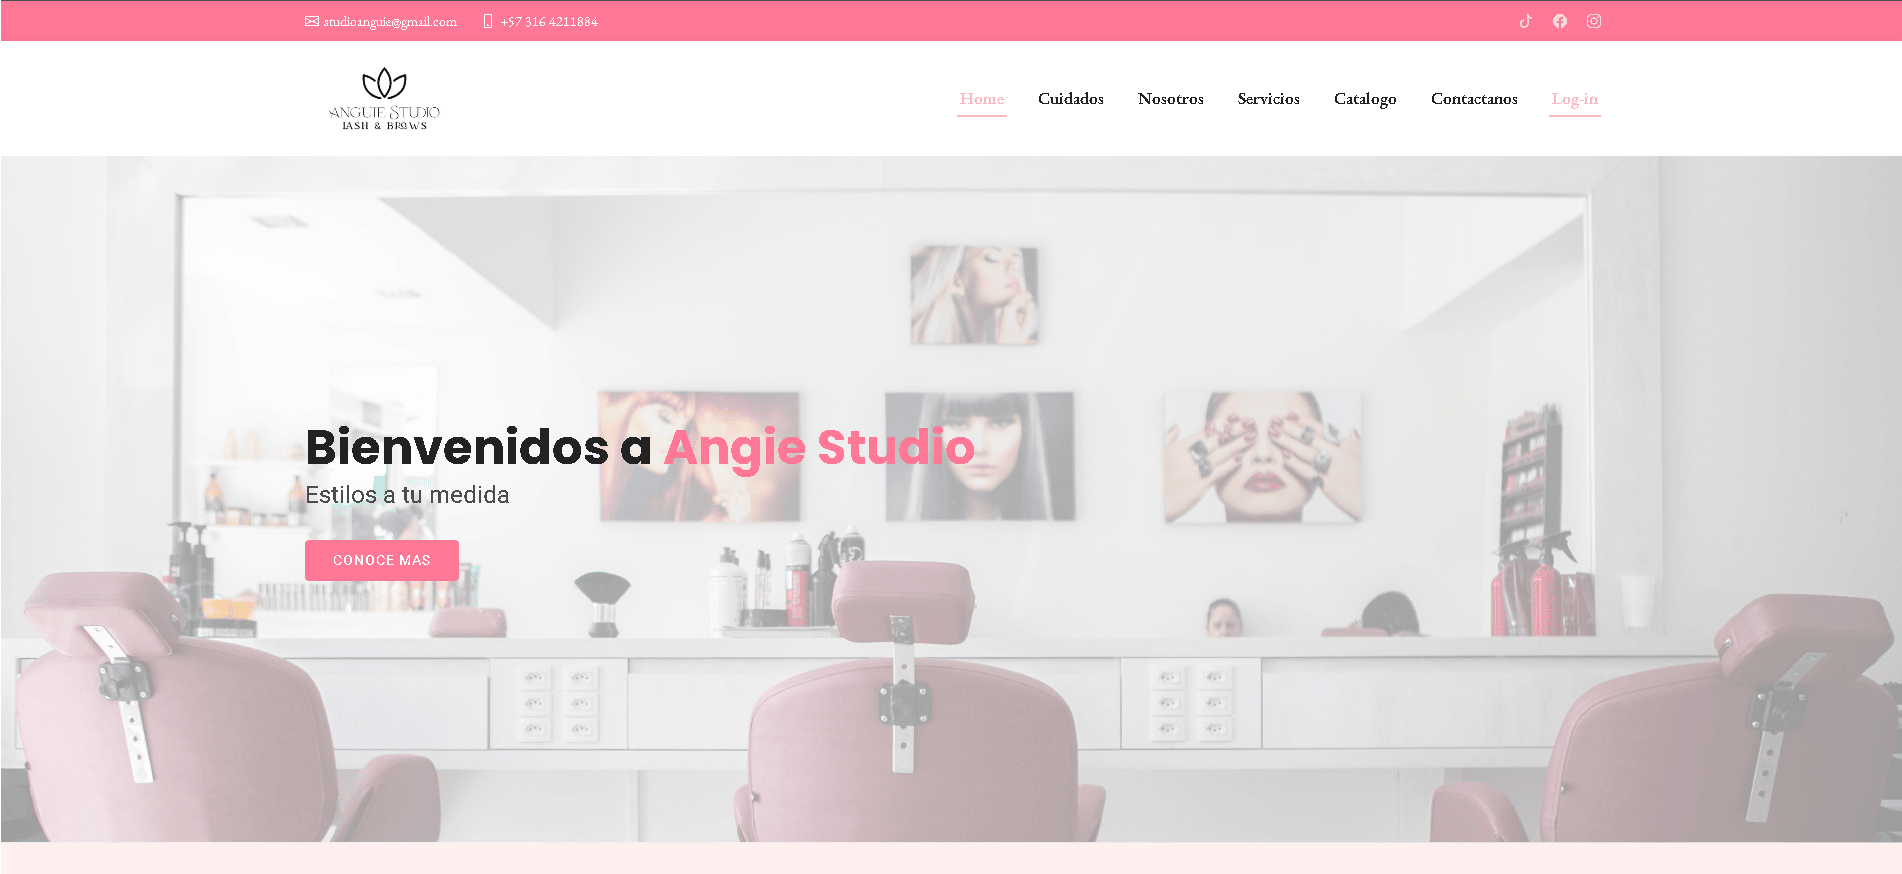 studioanguie@gmail.com +57 316 4211884
ANGUIE STUDIO
LASH & BROWS
Home Cuidados Nosotros Servicios Catalogo Contactanos Log-in
Bienvenidos a Angie Studio
Estilos a tu medida
CONOCE MAS